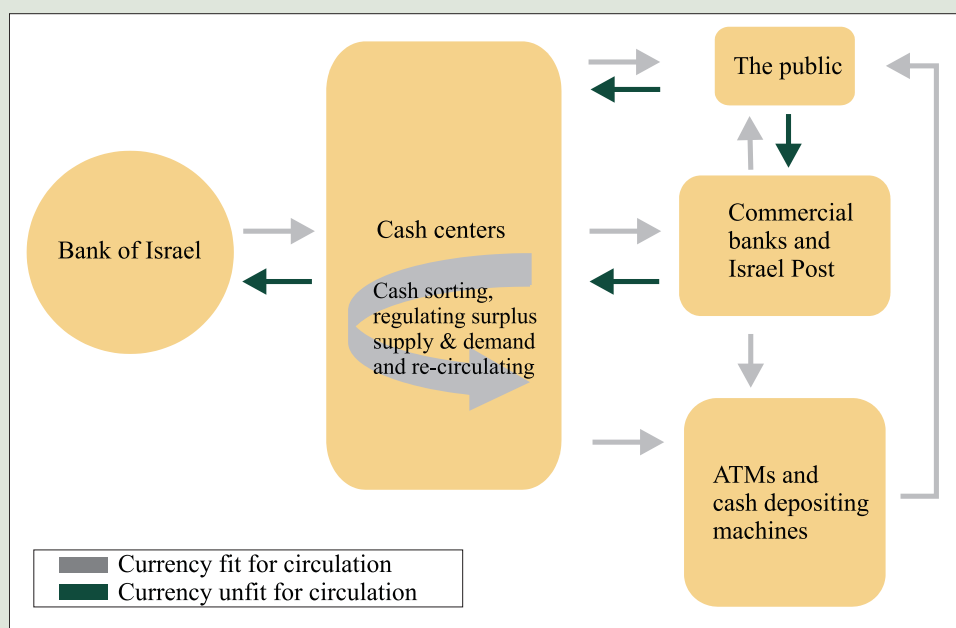 Bank of Israel
Cash centers
Cash sorting,
regulating surplus
supply & demand
and re-circulating
The public
Commercial
banks and
Israel Post
ATMs and
cash depositing
machines
Currency fit for circulation
Currency unfit for circulation